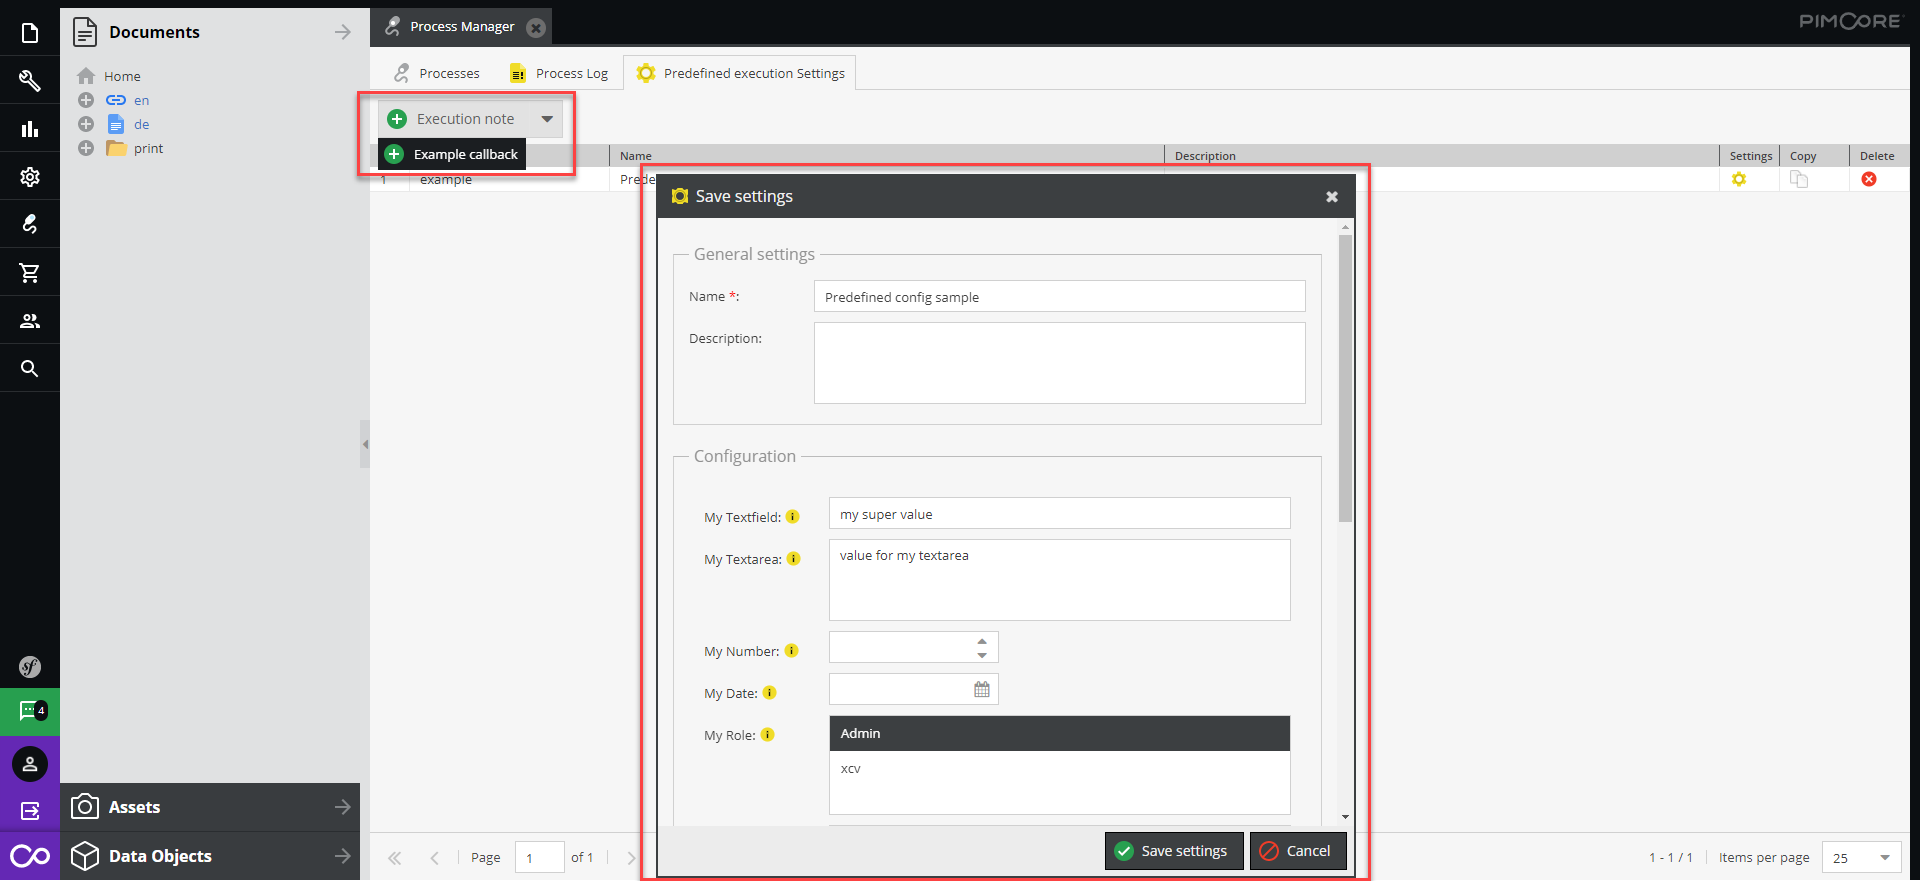 Documents
Process Manager
PIMCORE
Home
en
de
print
Processes
Process Log
Predefined execution Settings
Execution note
Example callback
Name
Description
Settings
Copy
Delete
1
example
Prede
Save settings
General settings
Name *:
Predefined config sample
Description:
Configuration
My Textfield:
my super value
My Textarea:
value for my textarea
My Number:
My Date:
My Role:
Admin
xcv
sf
4
Assets
Data Objects
Page
1
of 1
Save settings
Cancel
1 - 1 / 1
Items per page
25